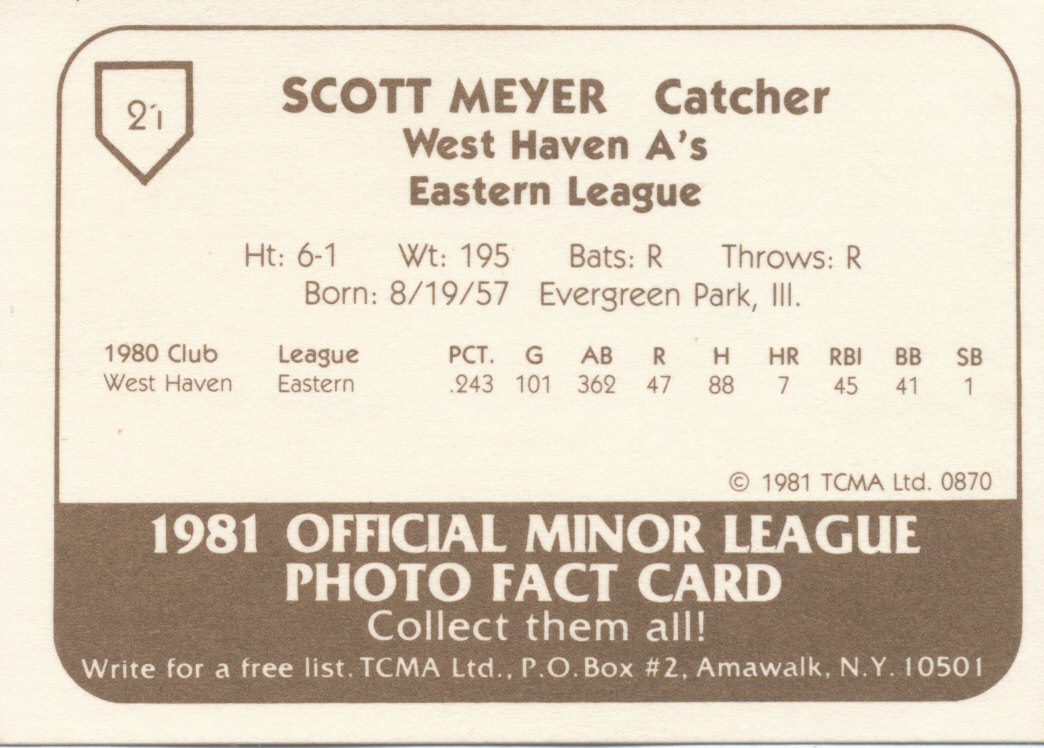 21
SCOTT MEYER Catcher
West Haven A's
Eastern League
Ht: 6-1 Wt: 195 Bats: R Throws: R
Born: 8/19/57 Evergreen Park, Ill.
1980 Club League PCT. G AB R H HR RBI BB SB
West Haven Eastern .243 101 362 47 88 7 45 41 1
© 1981 TCMA Ltd. 0870
1981 OFFICIAL MINOR LEAGUE
PHOTO FACT CARD
Collect them all!
Write for a free list. TCMA Ltd., P.O. Box #2, Amawalk, N.Y. 10501